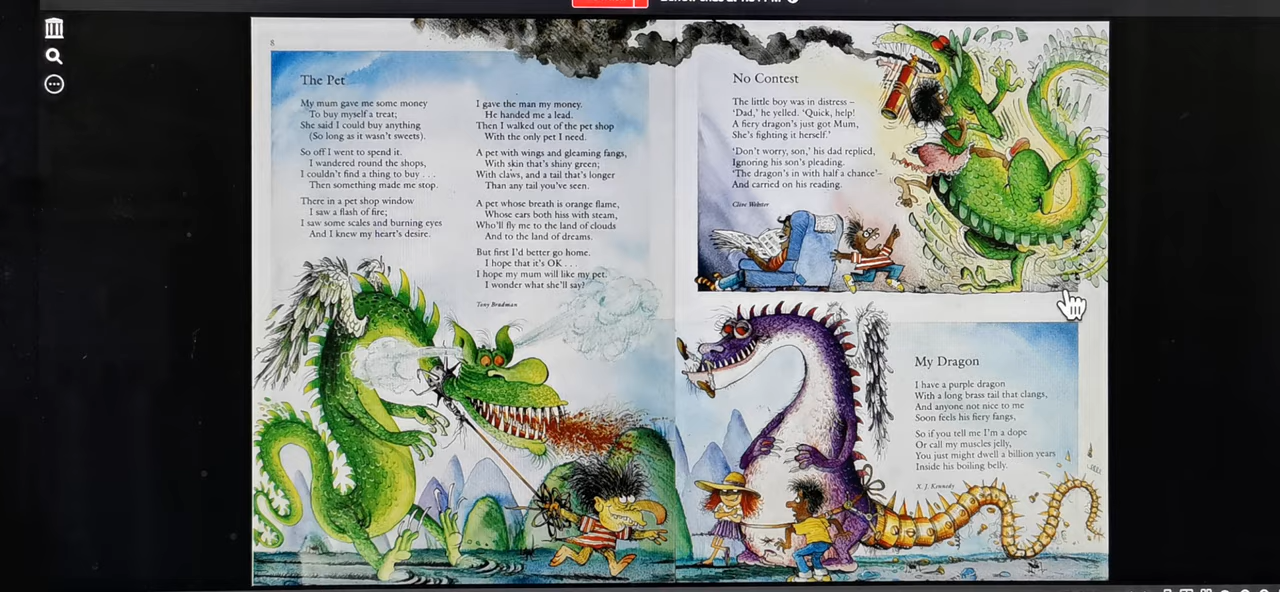 8
The Pet
My mum gave me some money
To buy myself a treat;
She said I could buy anything
(So long as it wasn't sweets).
So off I went to spend it.
I wandered round the shops,
I couldn't find a thing to buy . . .
Then something made me stop.
There in a pet shop window
I saw a flash of fire;
I saw some scales and burning eyes
And I knew my heart's desire.
I gave the man my money.
He handed me a lead.
Then I walked out of the pet shop
With the only pet I need.
A pet with wings and gleaming fangs,
With skin that's shiny green;
With claws, and a tail that's longer
Than any tail you've seen.
A pet whose breath is orange flame,
Whose ears both hiss with steam,
Who'll fly me to the land of clouds
And to the land of dreams.
But first I'd better go home.
I hope that it's OK . . .
I hope my mum will like my pet.
I wonder what she'll say?
Tony Bradman
No Contest
The little boy was in distress –
'Dad,' he yelled. 'Quick, help!
A fiery dragon's just got Mum,
She's fighting it herself.'
'Don't worry, son,' his dad replied,
Ignoring his son's pleading.
'The dragon's in with half a chance'–
And carried on his reading.
Clive Webster
My Dragon
I have a purple dragon
With a long brass tail that clangs,
And anyone not nice to me
Soon feels his fiery fangs,
So if you tell me I'm a dope
Or call my muscles jelly,
You just might dwell a billion years
Inside his boiling belly.
X. J. Kennedy